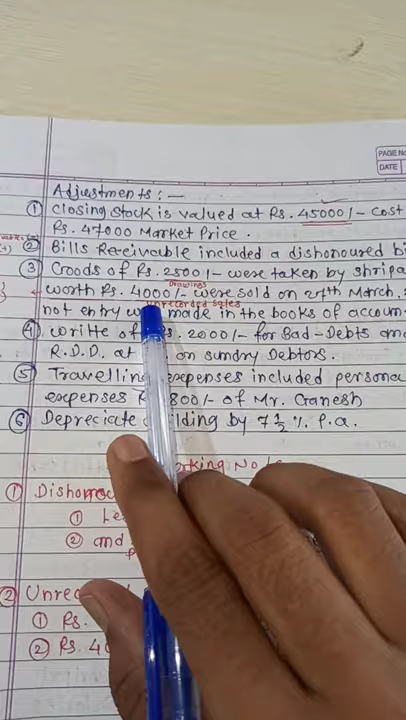 PAGE No
DATE
Adjustments :-
① closing stock is valued at Rs. 45000/- Cost
Rs. 47000 Market Price.
② Bills Receivable included a dishonoured bi
③ Goods of Rs. 2500/- were taken by shripa
Drawings
worth Rs. 4000/- were sold on 27th March.
unrecorded sales
not entry made in the books of accoun
④ writte of Rs. 2000/- for Bad-Debts and
R.D.D. at on sundry Debtors.
⑤ Travelling expenses included persona
expenses 800/- of Mr. Ganesh
⑥ Depreciate building by 7½ % p.a.
Working No
① Dishono
① Le
② and
② Unrec
① Rs.
② Rs. 40